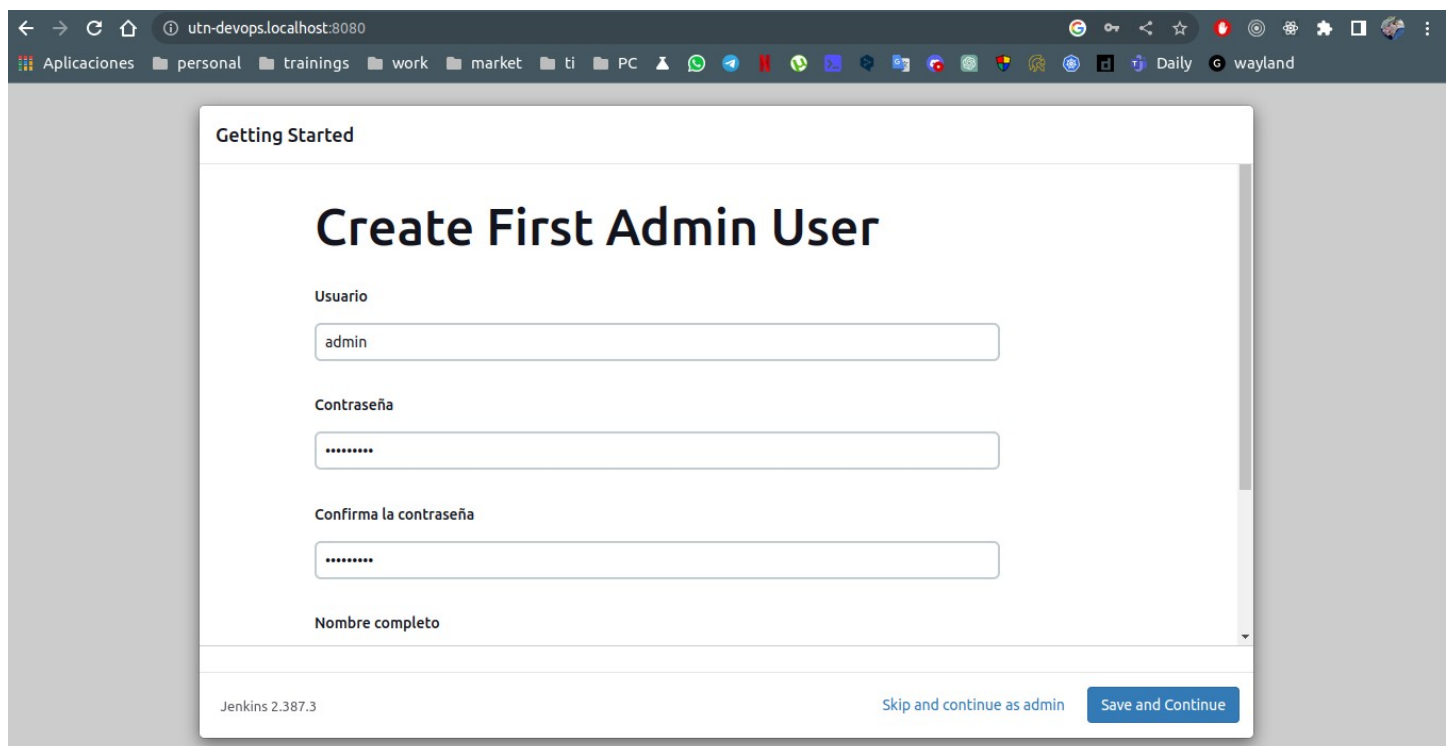 utn-devops.localhost:8080
Aplicaciones personal trainings work market ti PC Daily wayland
Getting Started
Create First Admin User
Usuario
admin
Contraseña
•••••••••
Confirma la contraseña
•••••••••
Nombre completo
Jenkins 2.387.3 Skip and continue as admin Save and Continue